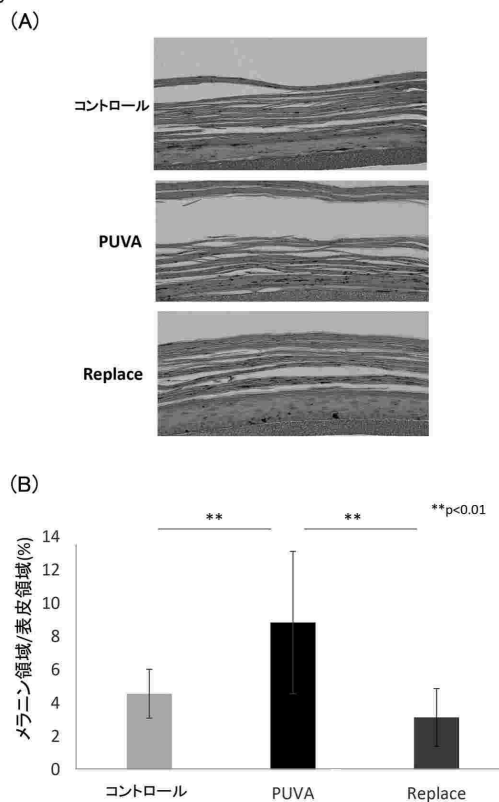 (A)
コントロール
PUVA
Replace
(B)
**p<0.01
** **
メラニン領域/表皮領域(%)
14
12
10
8
6
4
2
0
コントロール PUVA Replace